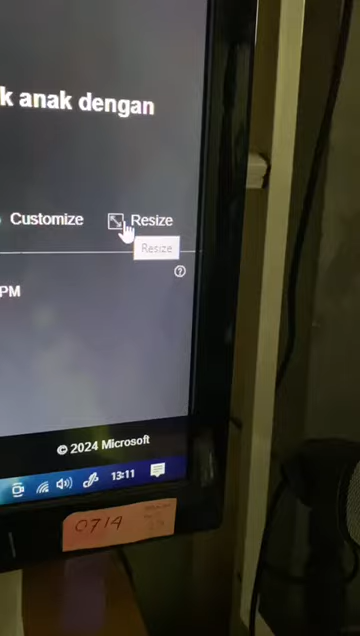 k anak dengan
Customize
Resize
Resize
PM
© 2024 Microsoft
13:11
0714